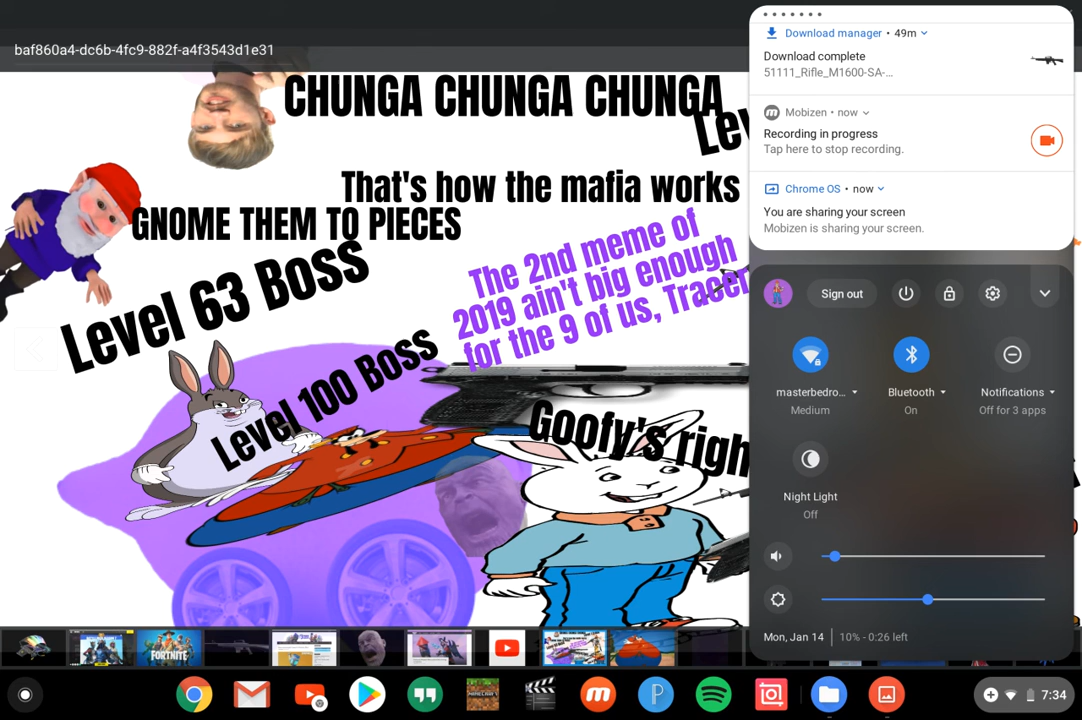 baf860a4-dc6b-4fc9-882f-a4f3543d1e31
CHUNGA CHUNGA CHUNGA
That's how the mafia works
GNOME THEM TO PIECES
Level 63 Boss
The 2nd meme of
2019 ain't big enough
for the 9 of us, Tracer
Level 100 Boss
Goofy's righ
Download manager • 49m
Download complete
51111_Rifle_M1600-SA-...
Mobizen • now
Recording in progress
Tap here to stop recording.
Chrome OS • now
You are sharing your screen
Mobizen is sharing your screen.
Sign out
masterbedro...
Medium
Bluetooth
On
Notifications
Off for 3 apps
Night Light
Off
Mon, Jan 14
10% - 0:26 left
FORTNITE
7:34